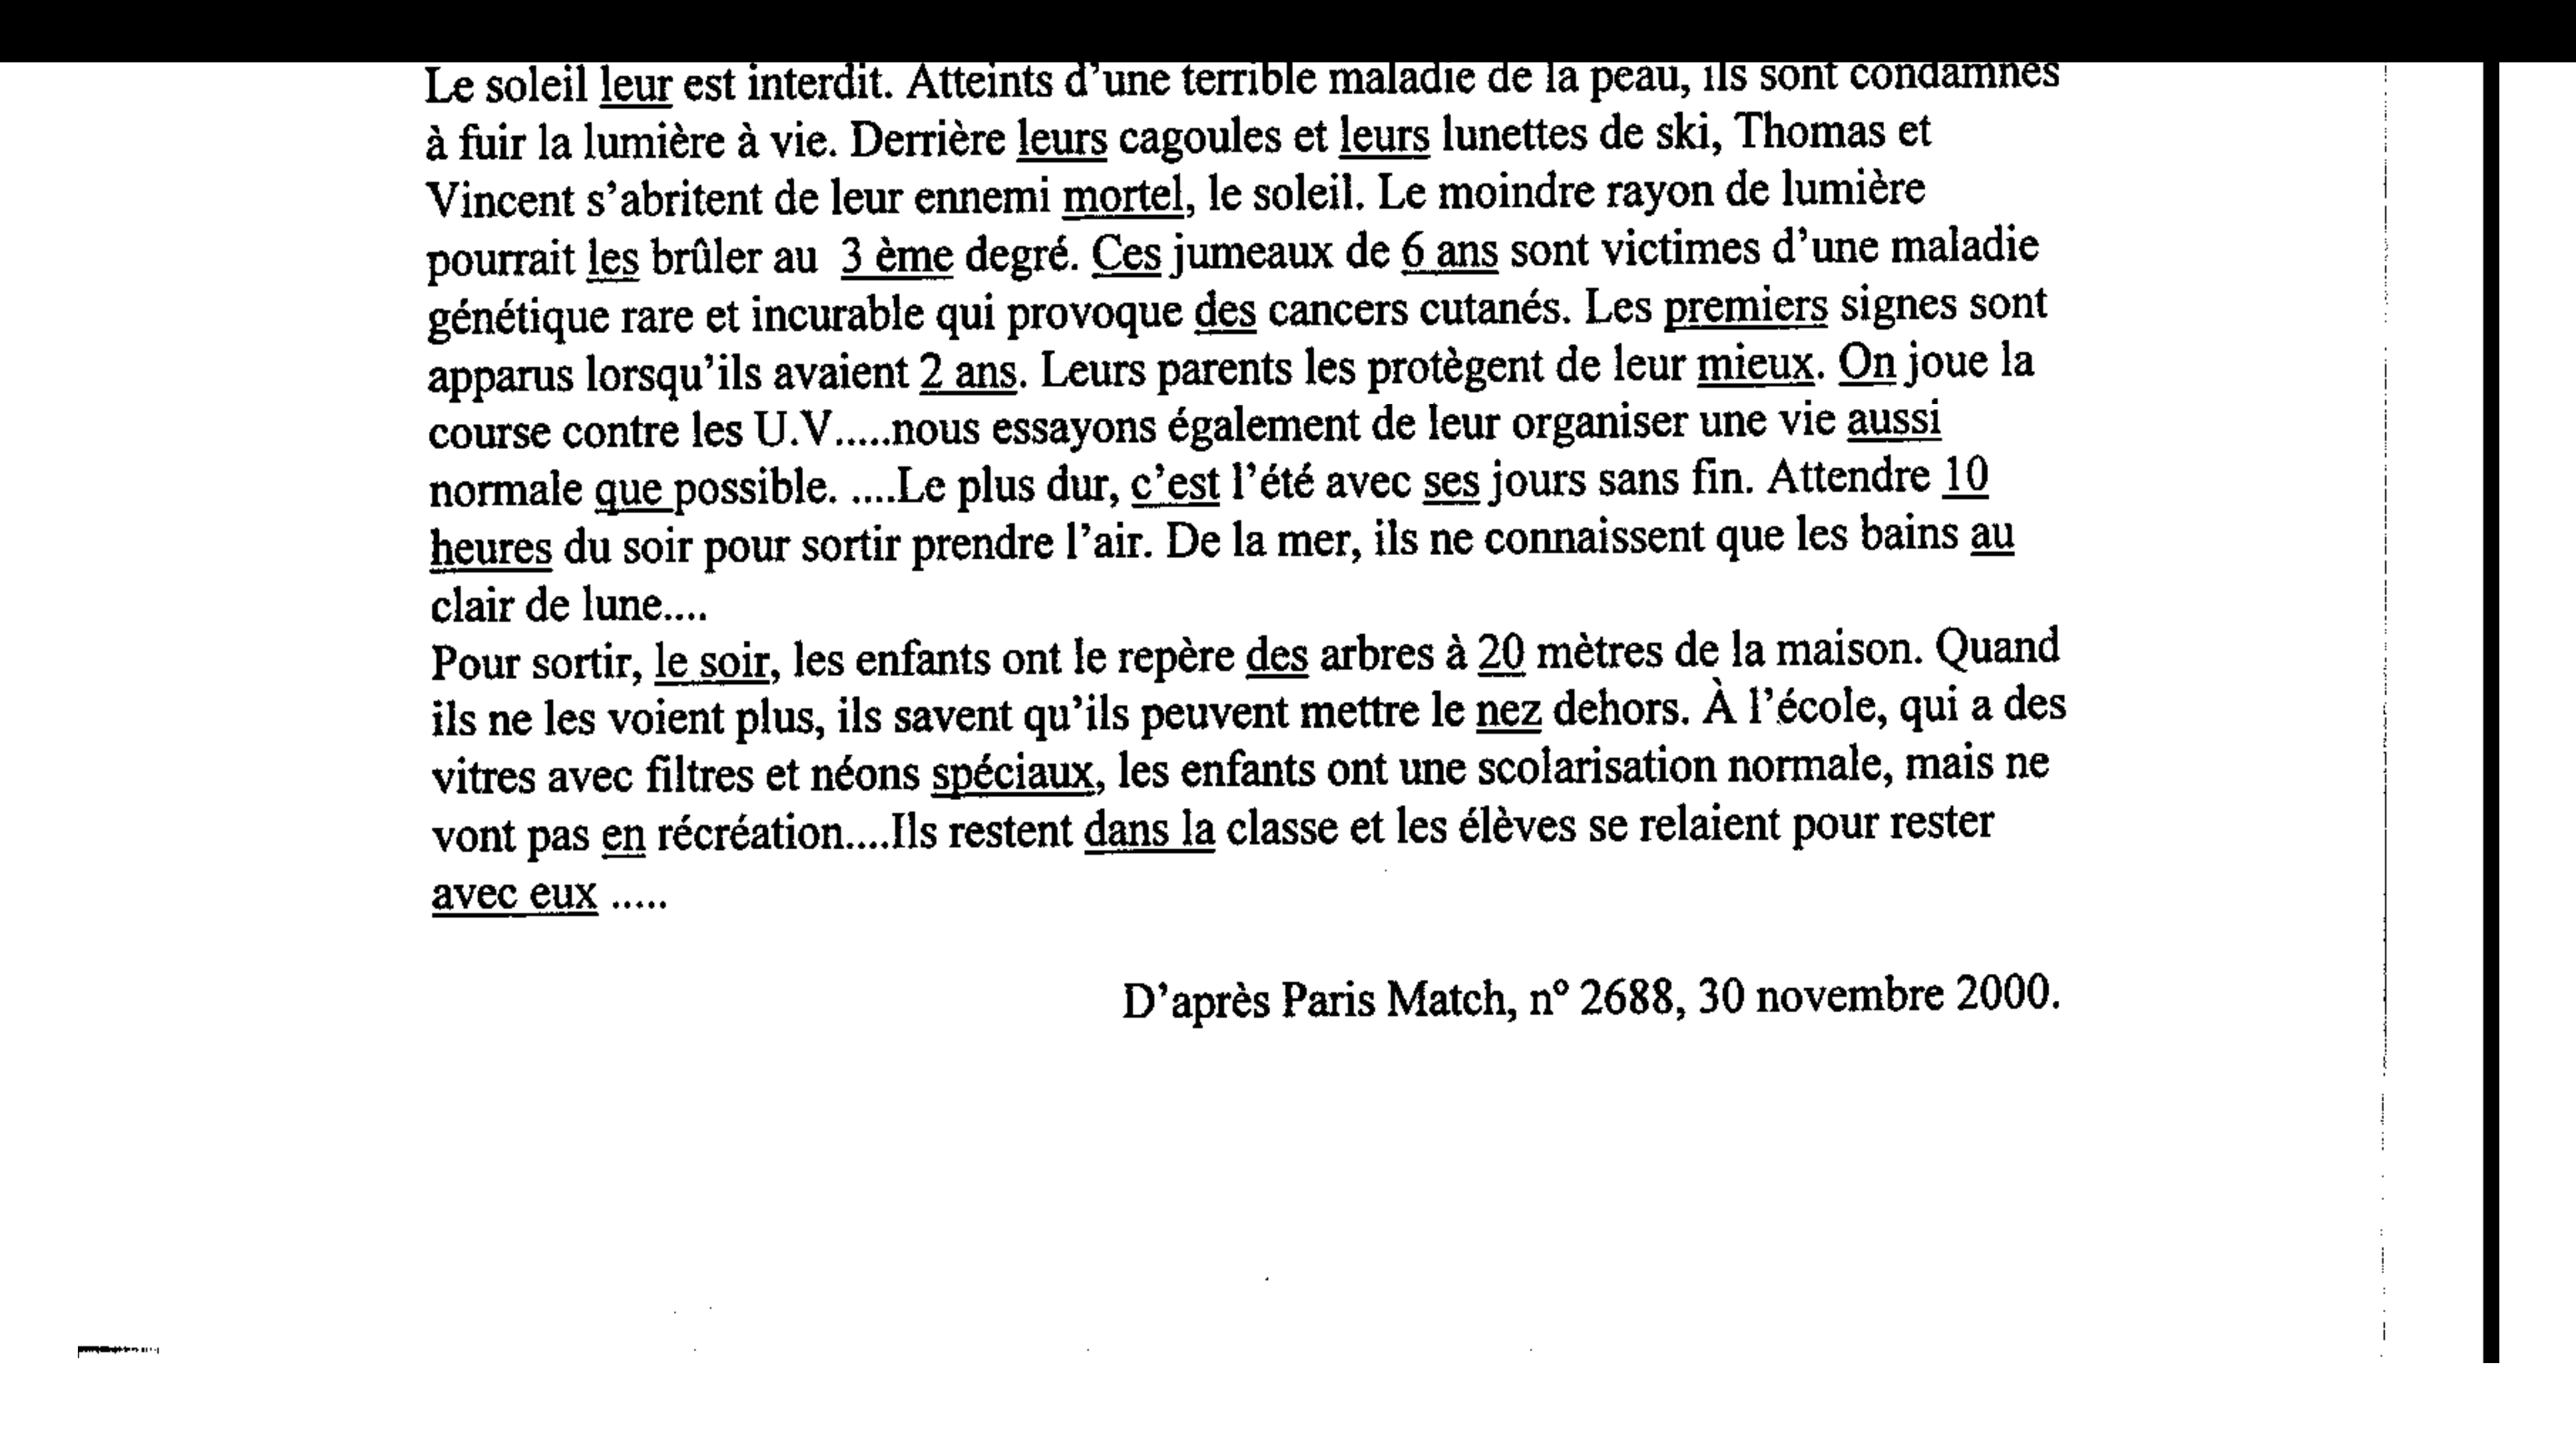 Le soleil leur est interdit. Atteints d'une terrible maladie de la peau, ils sont condamnés
à fuir la lumière à vie. Derrière leurs cagoules et leurs lunettes de ski, Thomas et
Vincent s'abritent de leur ennemi mortel, le soleil. Le moindre rayon de lumière
pourrait les brûler au 3 ème degré. Ces jumeaux de 6 ans sont victimes d'une maladie
génétique rare et incurable qui provoque des cancers cutanés. Les premiers signes sont
apparus lorsqu'ils avaient 2 ans. Leurs parents les protègent de leur mieux. On joue la
course contre les U.V.....nous essayons également de leur organiser une vie aussi
normale que possible. ....Le plus dur, c'est l'été avec ses jours sans fin. Attendre 10
heures du soir pour sortir prendre l'air. De la mer, ils ne connaissent que les bains au
clair de lune....
Pour sortir, le soir, les enfants ont le repère des arbres à 20 mètres de la maison. Quand
ils ne les voient plus, ils savent qu'ils peuvent mettre le nez dehors. À l'école, qui a des
vitres avec filtres et néons spéciaux, les enfants ont une scolarisation normale, mais ne
vont pas en récréation....Ils restent dans la classe et les élèves se relaient pour rester
avec eux .....
D'après Paris Match, nº 2688, 30 novembre 2000.